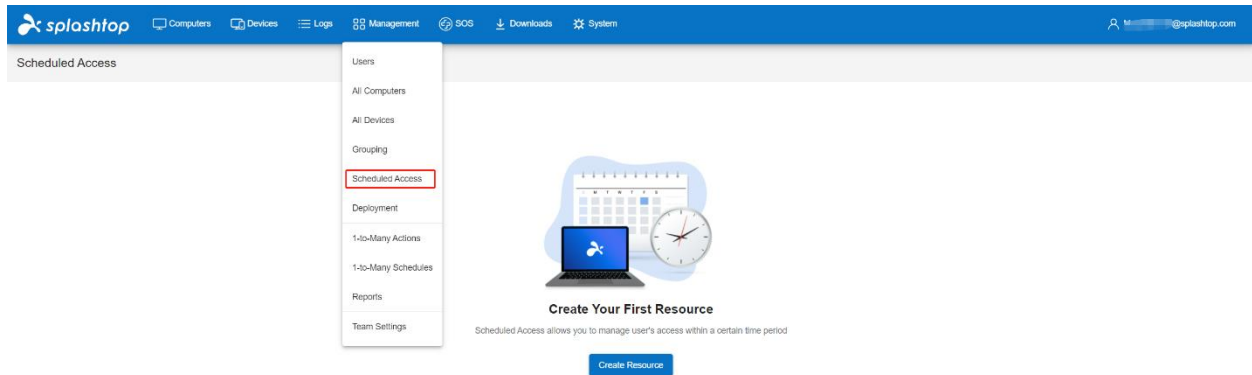 splashtop Computers Devices Logs Management SOS Downloads System @splashtop.com
Scheduled Access
Users
All Computers
All Devices
Grouping
Scheduled Access
Deployment
1-to-Many Actions
1-to-Many Schedules
Reports
Team Settings
Create Your First Resource
Scheduled Access allows you to manage user's access within a certain time period
Create Resource